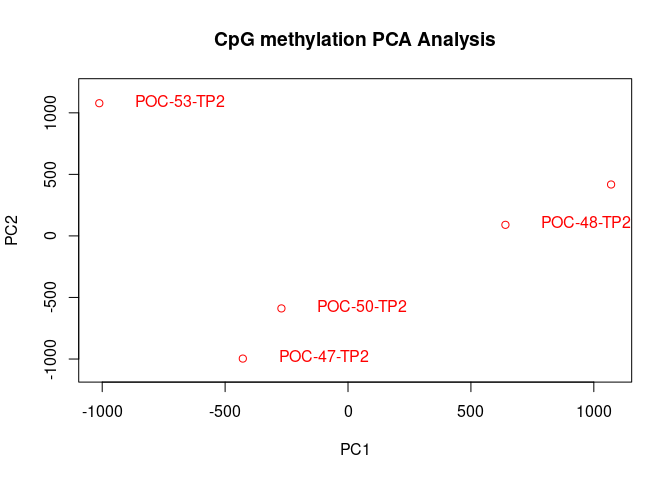 CpG methylation PCA Analysis
PC2
1000
500
0
-500
-1000
POC-53-TP2
POC-48-TP2
POC-50-TP2
POC-47-TP2
-1000
-500
0
500
1000
PC1